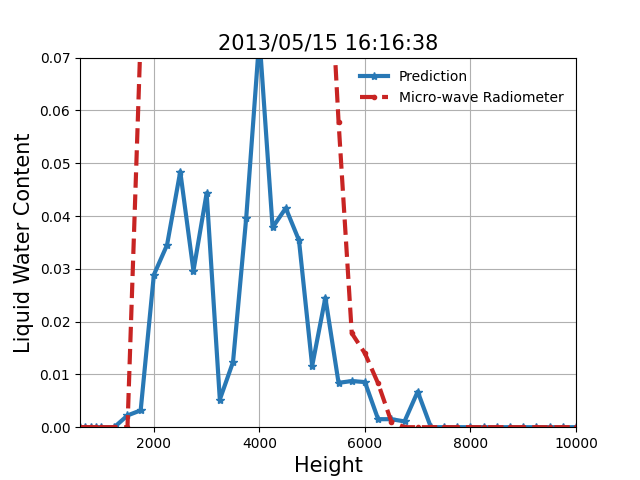 2013/05/15 16:16:38
0.07
0.06
0.05
0.04
0.03
0.02
0.01
0.00
Liquid Water Content
Prediction
Micro-wave Radiometer
2000 4000 6000 8000 10000
Height